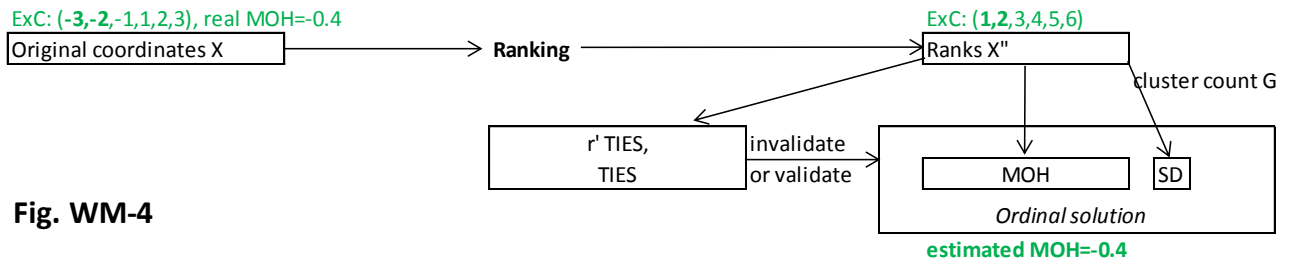 ExC: (-3,-2,-1,1,2,3), real MOH=-0.4
ExC: (1,2,3,4,5,6)
Original coordinates X
Ranking
Ranks X"
cluster count G
r' TIES,
TIES
invalidate
or validate
MOH
SD
Ordinal solution
Fig. WM-4
estimated MOH=-0.4